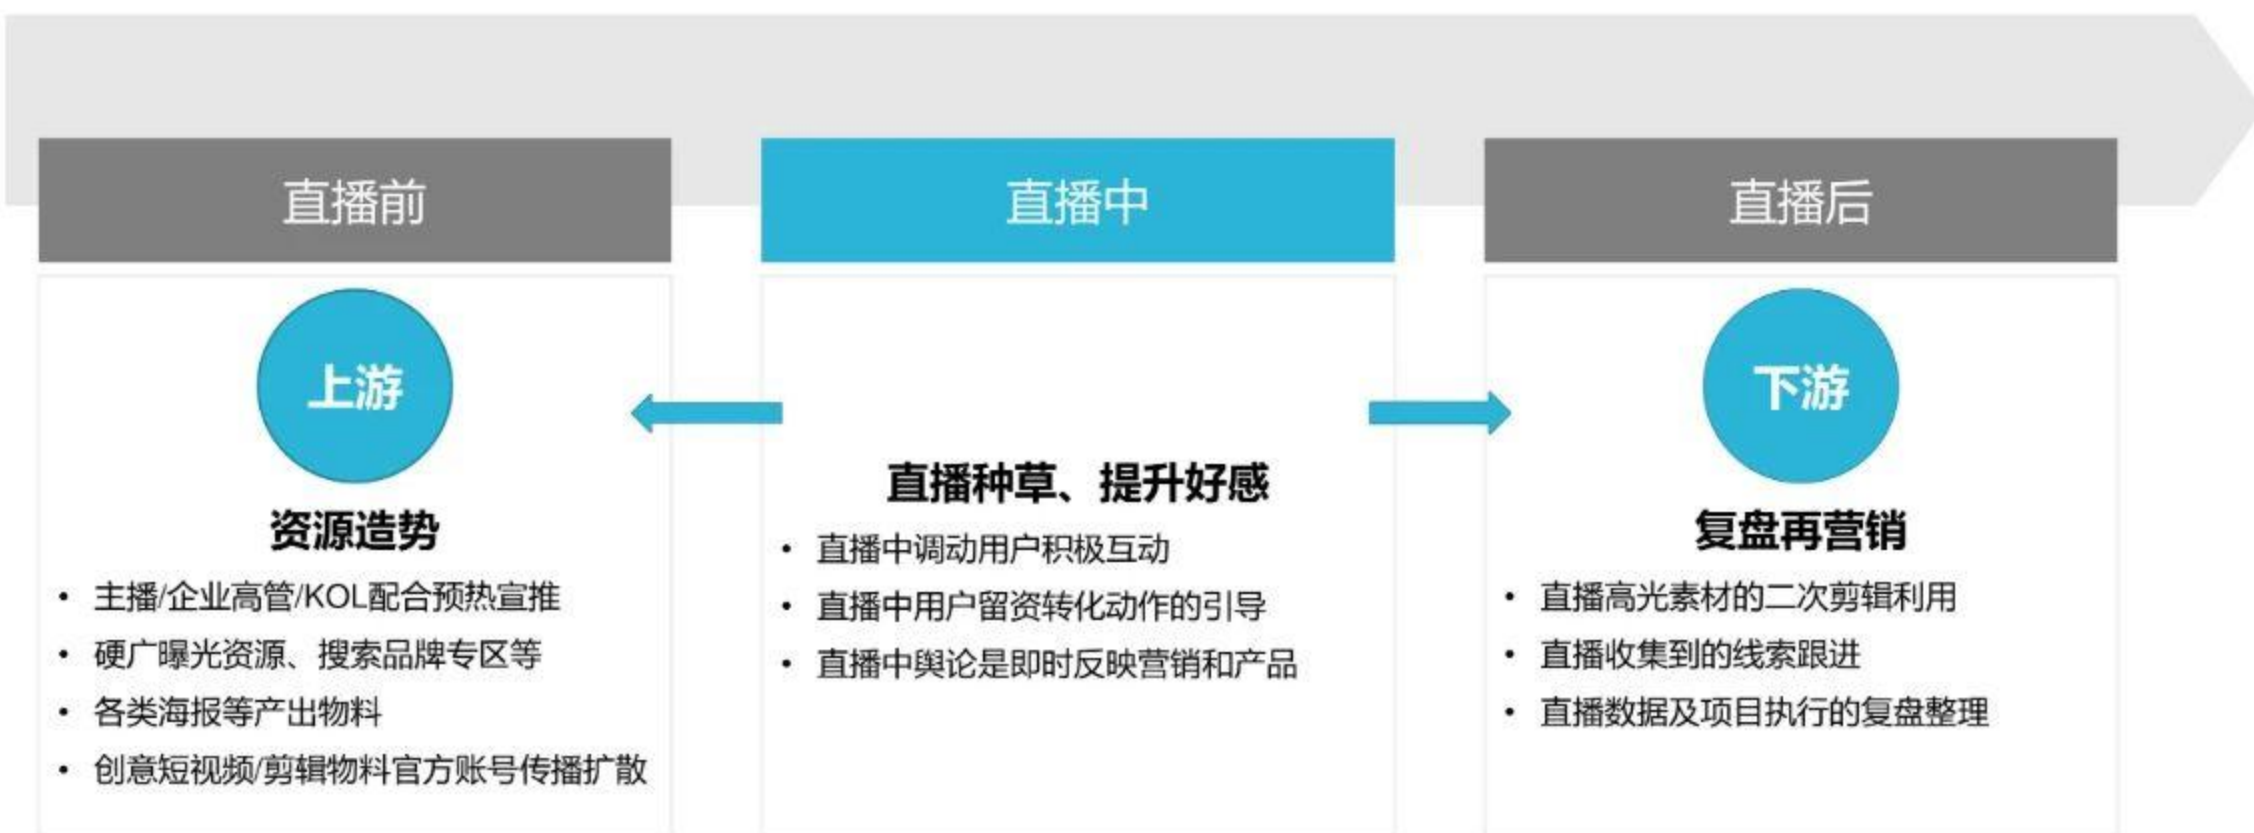 直播前
上游
资源造势
• 主播/企业高管/KOL配合预热宣推
• 硬广曝光资源、搜索品牌专区等
• 各类海报等产出物料
• 创意短视频/剪辑物料官方账号传播扩散
直播中
直播种草、提升好感
• 直播中调动用户积极互动
• 直播中用户留资转化动作的引导
• 直播中舆论是即时反映营销和产品
直播后
下游
复盘再营销
• 直播高光素材的二次剪辑利用
• 直播收集到的线索跟进
• 直播数据及项目执行的复盘整理